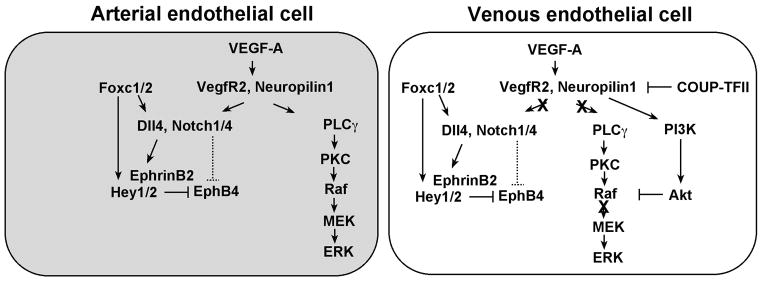 Arterial endothelial cell
VEGF-A
Foxc1/2
VegfR2, Neuropilin1
Dll4, Notch1/4
PLCγ
PKC
EphrinB2
Hey1/2
EphB4
Raf
MEK
ERK
Venous endothelial cell
VEGF-A
Foxc1/2
VegfR2, Neuropilin1
COUP-TFII
X
X
Dll4, Notch1/4
PLCγ
PI3K
PKC
EphrinB2
Hey1/2
EphB4
Raf
Akt
X
MEK
ERK